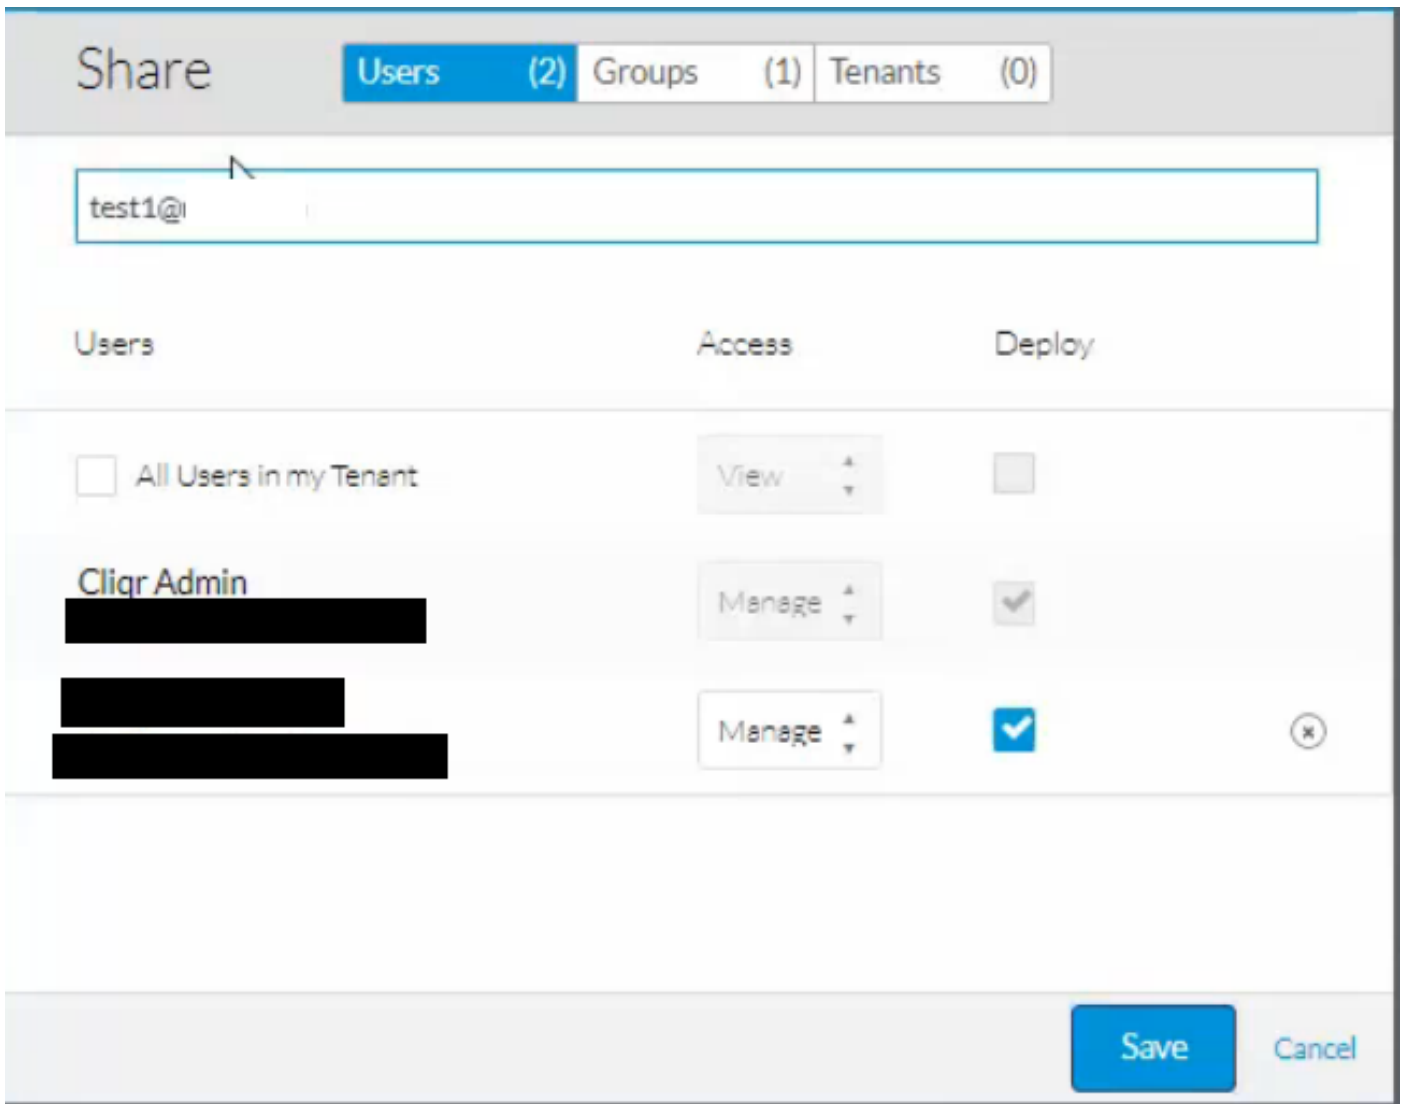 Share
Users (2) Groups (1) Tenants (0)
test1@
Users Access Deploy
All Users in my Tenant View
Cliqr Admin Manage
Manage
Save Cancel